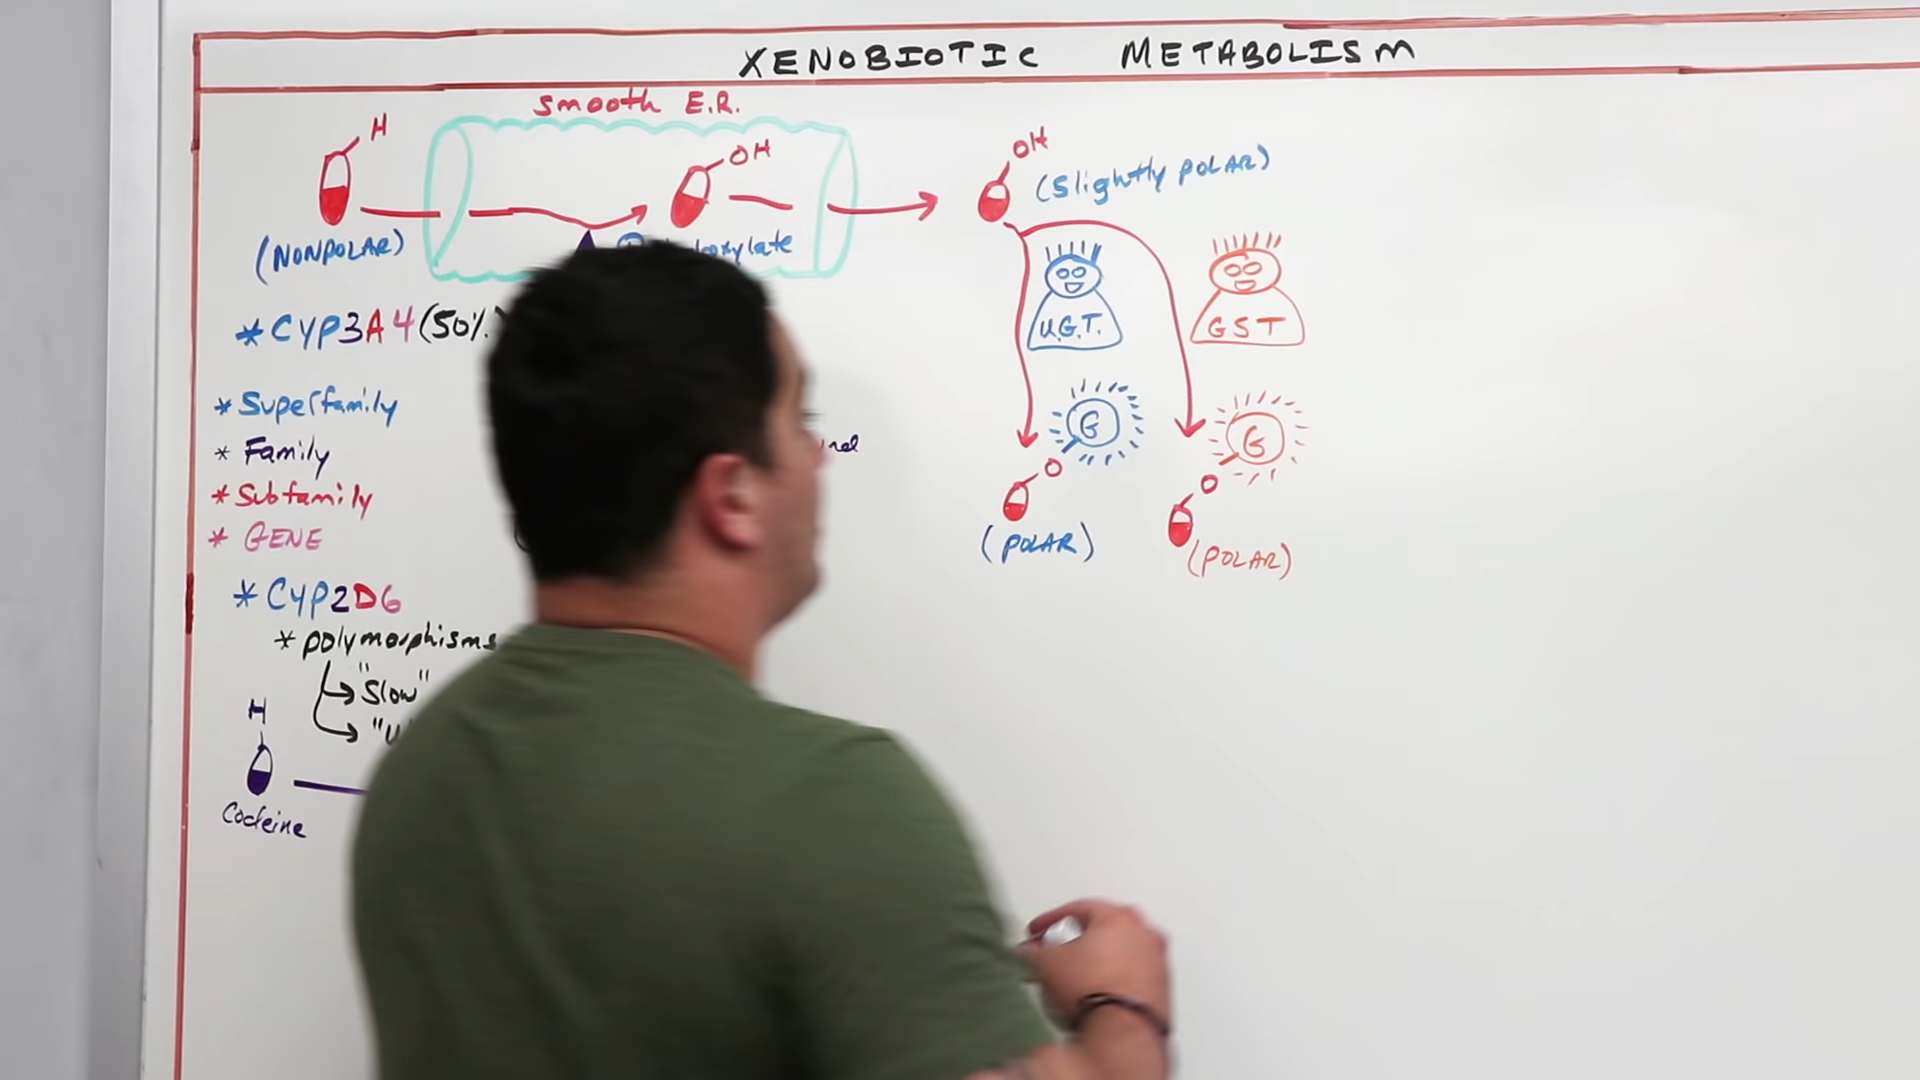 XENOBIOTIC METABOLISM
smooth E.R.
H
OH
(NONPOLAR)
* CYP3A4 (50%
* Superfamily
* Family
* Subfamily
* GENE
* CYP2D6
* polymorphisms
"Slow"
H
Codeine
OH
(Slightly POLAR)
U.G.T.
GST
G
G
O
O
(POLAR)
(POLAR)